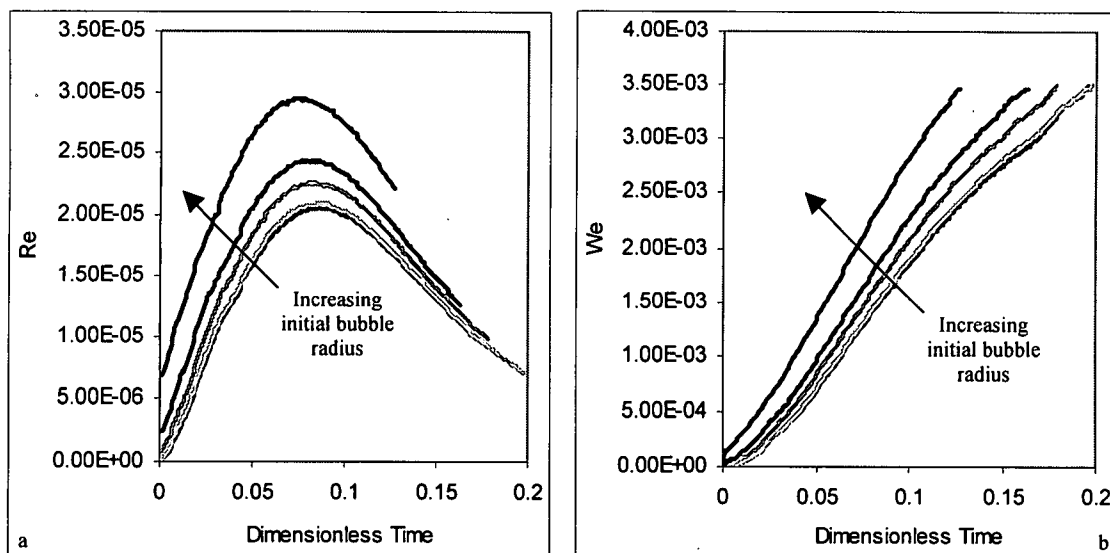 3.50E-05
3.00E-05
2.50E-05
2.00E-05
1.50E-05
1.00E-05
5.00E-06
0.00E+00
Re
Increasing
initial bubble
radius
0
0.05
0.1
0.15
0.2
Dimensionless Time
a
4.00E-03
3.50E-03
3.00E-03
2.50E-03
2.00E-03
1.50E-03
1.00E-03
5.00E-04
0.00E+00
We
Increasing
initial bubble
radius
0
0.05
0.1
0.15
0.2
Dimensionless Time
b